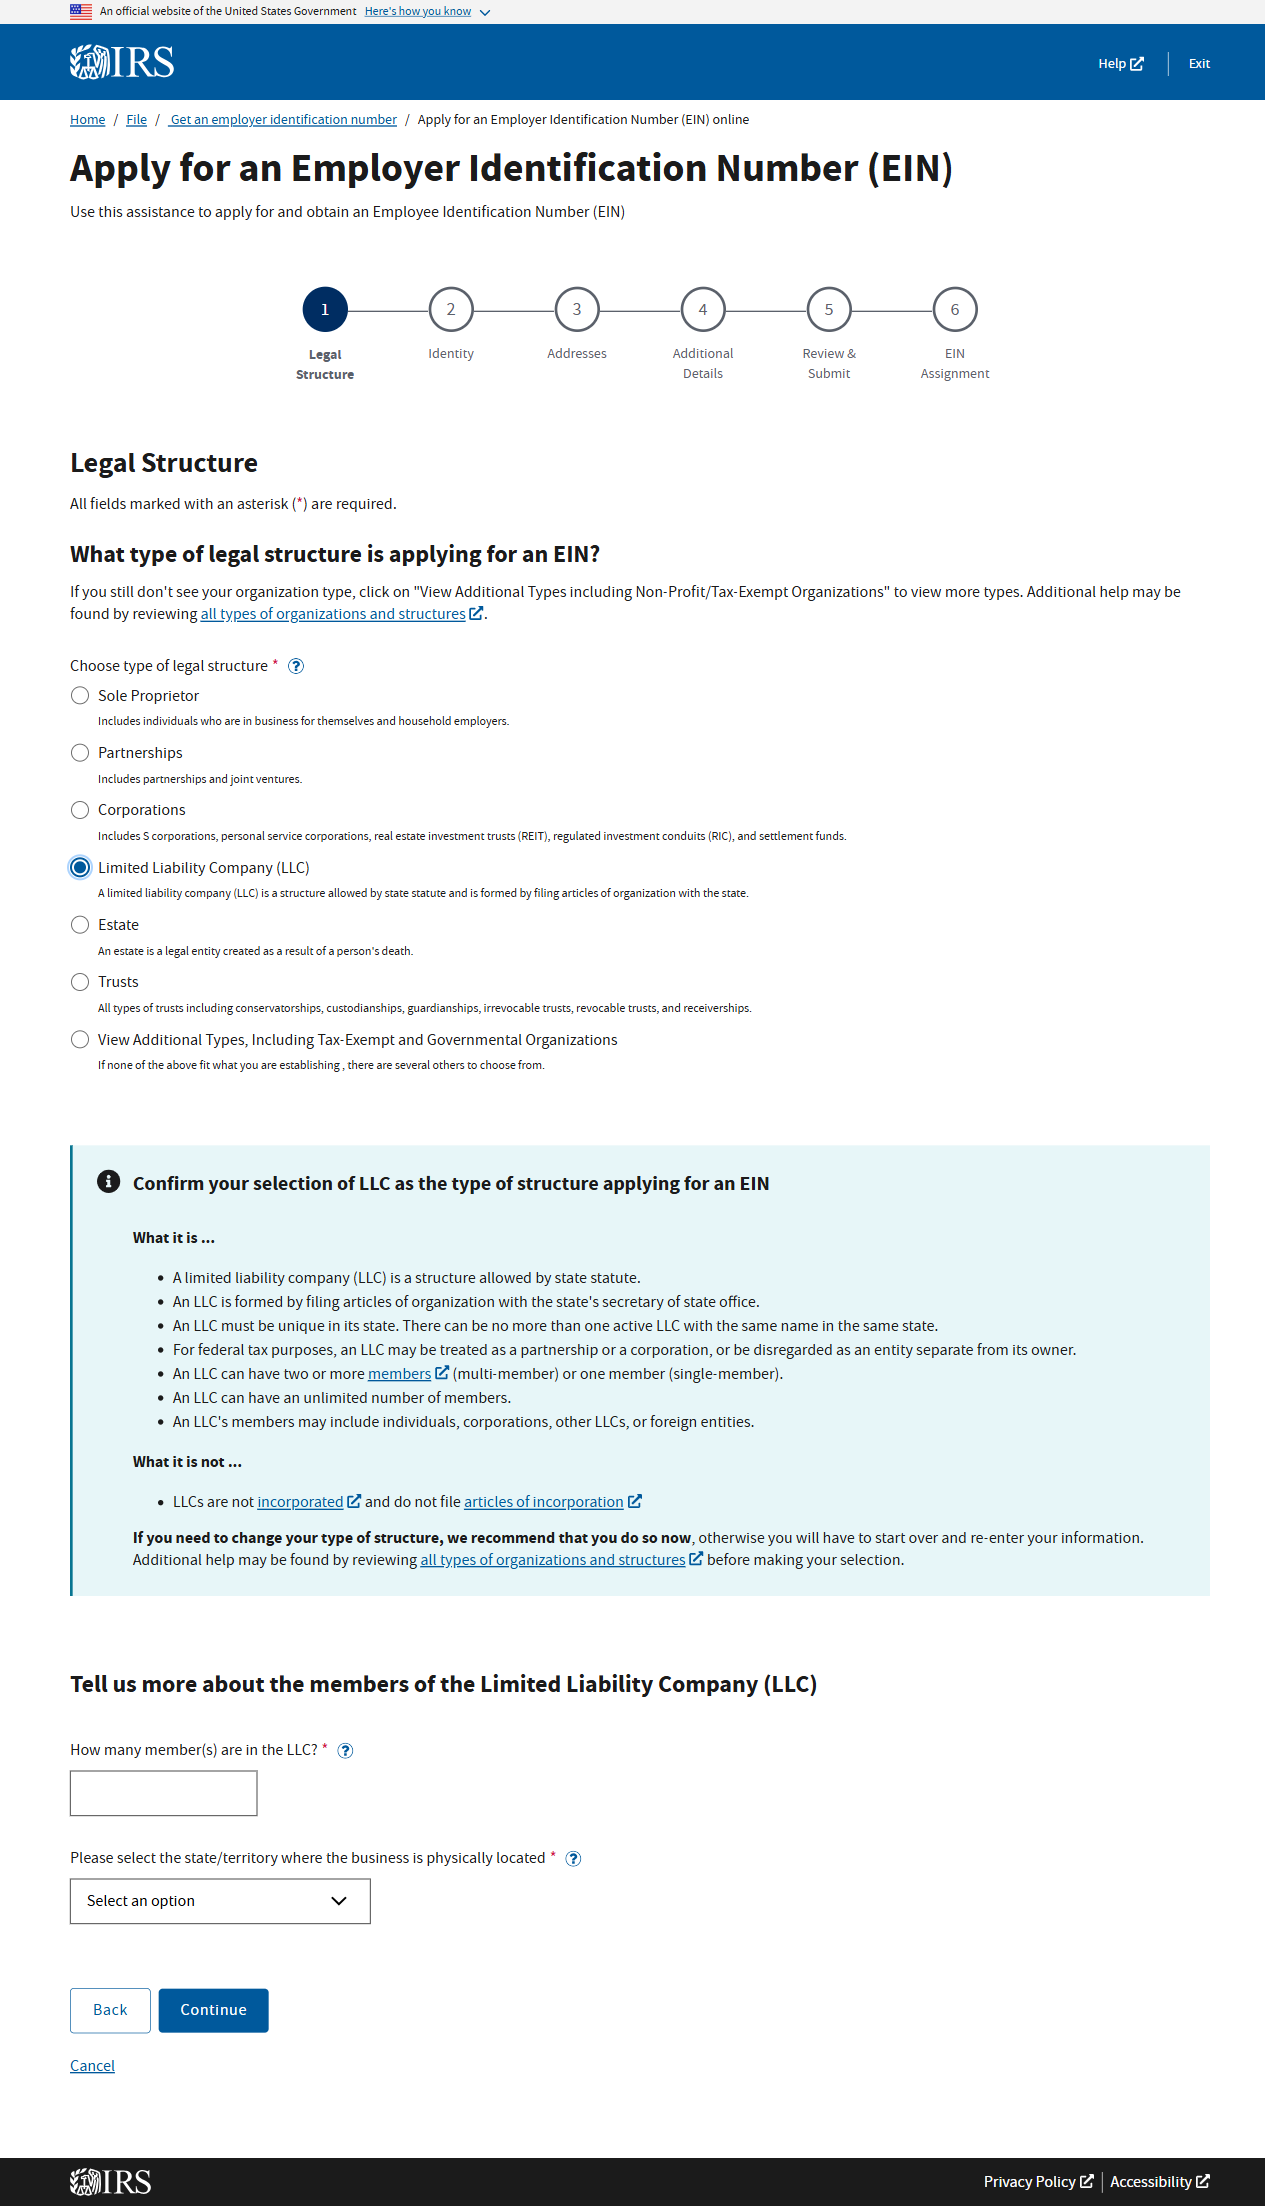 An official website of the United States Government Here's how you know
IRS
Help
Exit
Home / File / Get an employer identification number / Apply for an Employer Identification Number (EIN) online
Apply for an Employer Identification Number (EIN)
Use this assistance to apply for and obtain an Employee Identification Number (EIN)
1 2 3 4 5 6
Legal Structure
Identity
Addresses
Additional Details
Review & Submit
EIN Assignment
Legal Structure
All fields marked with an asterisk (*) are required.
What type of legal structure is applying for an EIN?
If you still don't see your organization type, click on "View Additional Types including Non-Profit/Tax-Exempt Organizations" to view more types. Additional help may be
found by reviewing all types of organizations and structures.
Choose type of legal structure * ?
Sole Proprietor
Includes individuals who are in business for themselves and household employers.
Partnerships
Includes partnerships and joint ventures.
Corporations
Includes S corporations, personal service corporations, real estate investment trusts (REIT), regulated investment conduits (RIC), and settlement funds.
Limited Liability Company (LLC)
A limited liability company (LLC) is a structure allowed by state statute and is formed by filing articles of organization with the state.
Estate
An estate is a legal entity created as a result of a person's death.
Trusts
All types of trusts including conservatorships, custodianships, guardianships, irrevocable trusts, revocable trusts, and receiverships.
View Additional Types, Including Tax-Exempt and Governmental Organizations
If none of the above fit what you are establishing , there are several others to choose from.
Confirm your selection of LLC as the type of structure applying for an EIN
What it is ...
• A limited liability company (LLC) is a structure allowed by state statute.
• An LLC is formed by filing articles of organization with the state's secretary of state office.
• An LLC must be unique in its state. There can be no more than one active LLC with the same name in the same state.
• For federal tax purposes, an LLC may be treated as a partnership or a corporation, or be disregarded as an entity separate from its owner.
• An LLC can have two or more members (multi-member) or one member (single-member).
• An LLC can have an unlimited number of members.
• An LLC's members may include individuals, corporations, other LLCs, or foreign entities.
What it is not ...
• LLCs are not incorporated and do not file articles of incorporation
If you need to change your type of structure, we recommend that you do so now, otherwise you will have to start over and re-enter your information.
Additional help may be found by reviewing all types of organizations and structures before making your selection.
Tell us more about the members of the Limited Liability Company (LLC)
How many member(s) are in the LLC? * ?
Please select the state/territory where the business is physically located * ?
Select an option
Back
Continue
Cancel
IRS
Privacy Policy | Accessibility